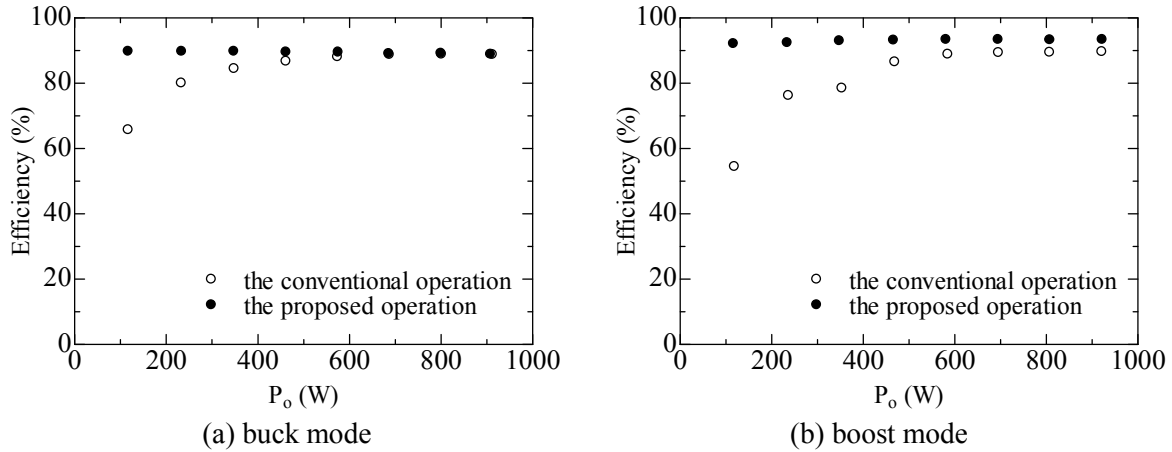 100
80
60
40
20
0
Efficiency (%)
the conventional operation
the proposed operation
0 200 400 600 800 1000
P_o (W)
(a) buck mode
100
80
60
40
20
0
Efficiency (%)
the conventional operation
the proposed operation
0 200 400 600 800 1000
P_o (W)
(b) boost mode